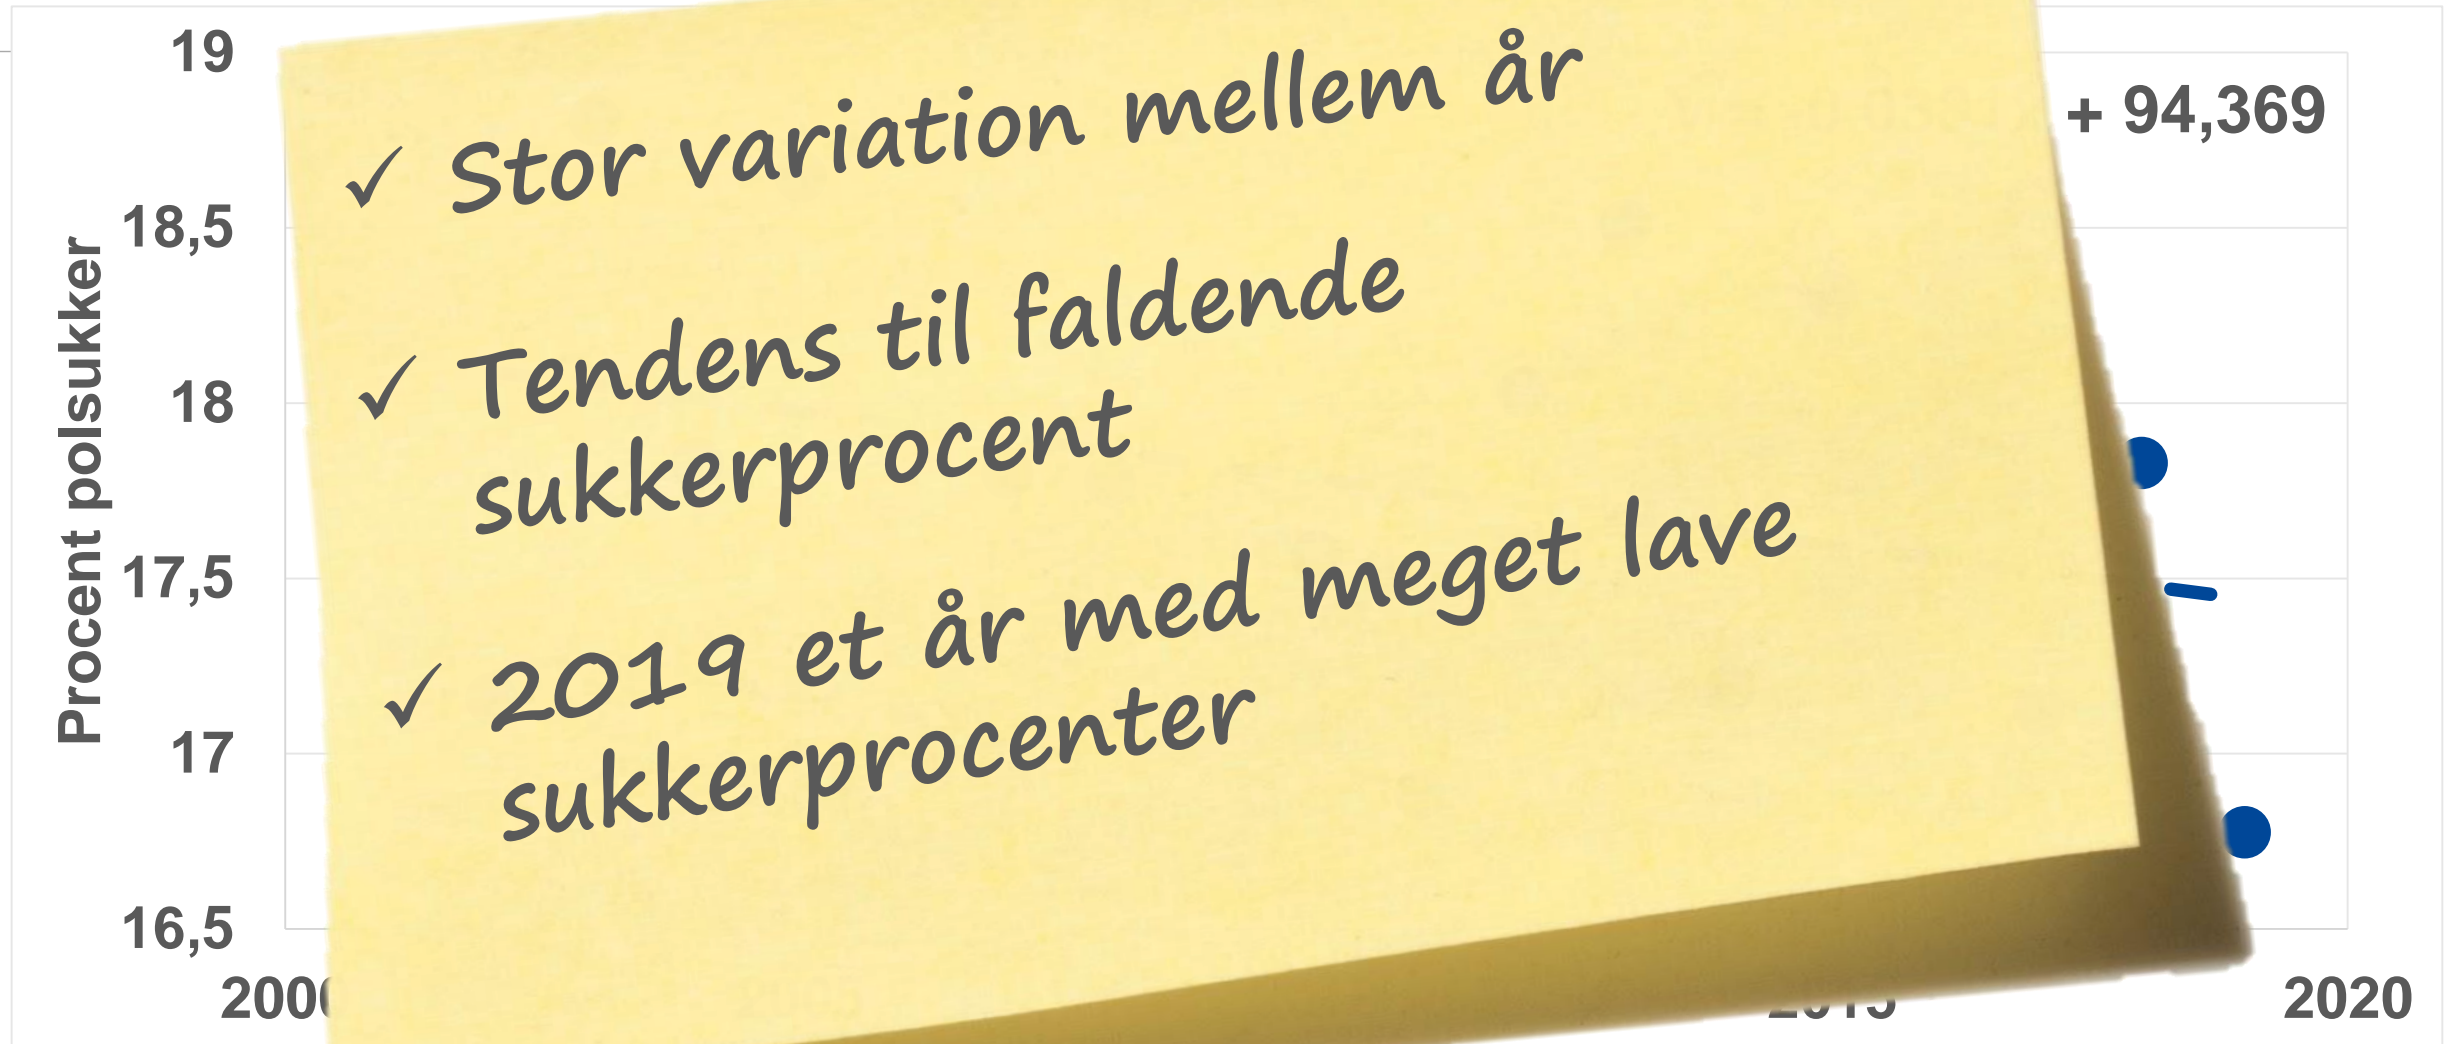 19
+ 94,369
18,5
18
17,5
17
16,5
Procent polsukker
2020
✓ Stor variation mellem år
✓ Tendens til faldende
sukkerprocent
✓ 2019 et år med meget lave
sukkerprocenter